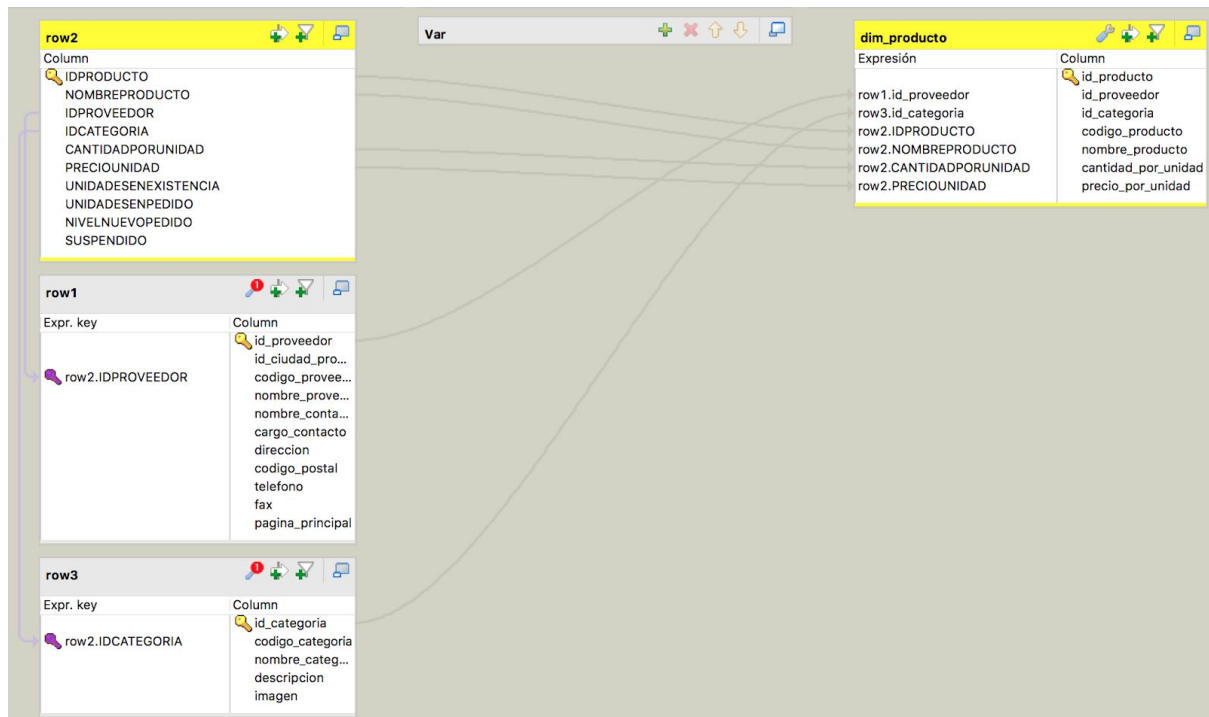 row2
Column
IDPRODUCTO
NOMBREPRODUCTO
IDPROVEEDOR
IDCATEGORIA
CANTIDADPORUNIDAD
PRECIOUNIDAD
UNIDADESENEXISTENCIA
UNIDADESENPEDIDO
NIVELNUEVOPEDIDO
SUSPENDIDO
row1
1
Expr. key Column
id_proveedor
id_ciudad_pro...
row2.IDPROVEEDOR codigo_provee...
nombre_prove...
nombre_conta...
cargo_contacto
direccion
codigo_postal
telefono
fax
pagina_principal
row3
1
Expr. key Column
id_categoria
row2.IDCATEGORIA codigo_categoria
nombre_categ...
descripcion
imagen
Var
dim_producto
Expresión Column
id_producto
row1.id_proveedor id_proveedor
row3.id_categoria id_categoria
row2.IDPRODUCTO codigo_producto
row2.NOMBREPRODUCTO nombre_producto
row2.CANTIDADPORUNIDAD cantidad_por_unidad
row2.PRECIOUNIDAD precio_por_unidad